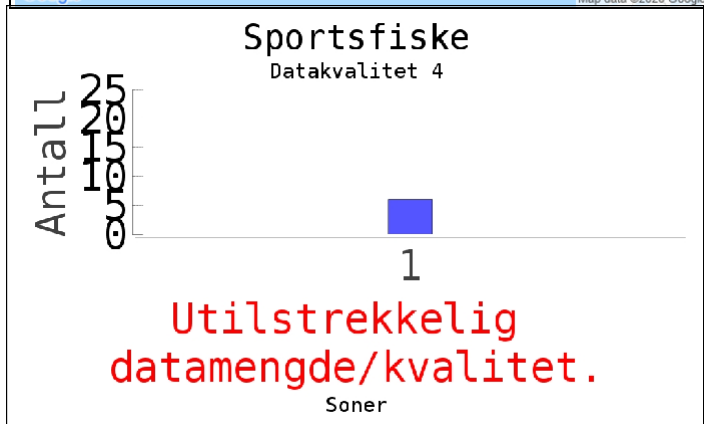 Sportsfiske
Datakvalitet 4
Antall
25
20
15
10
5
0
1
Utilstrekkelig
datamengde/kvalitet.
Soner